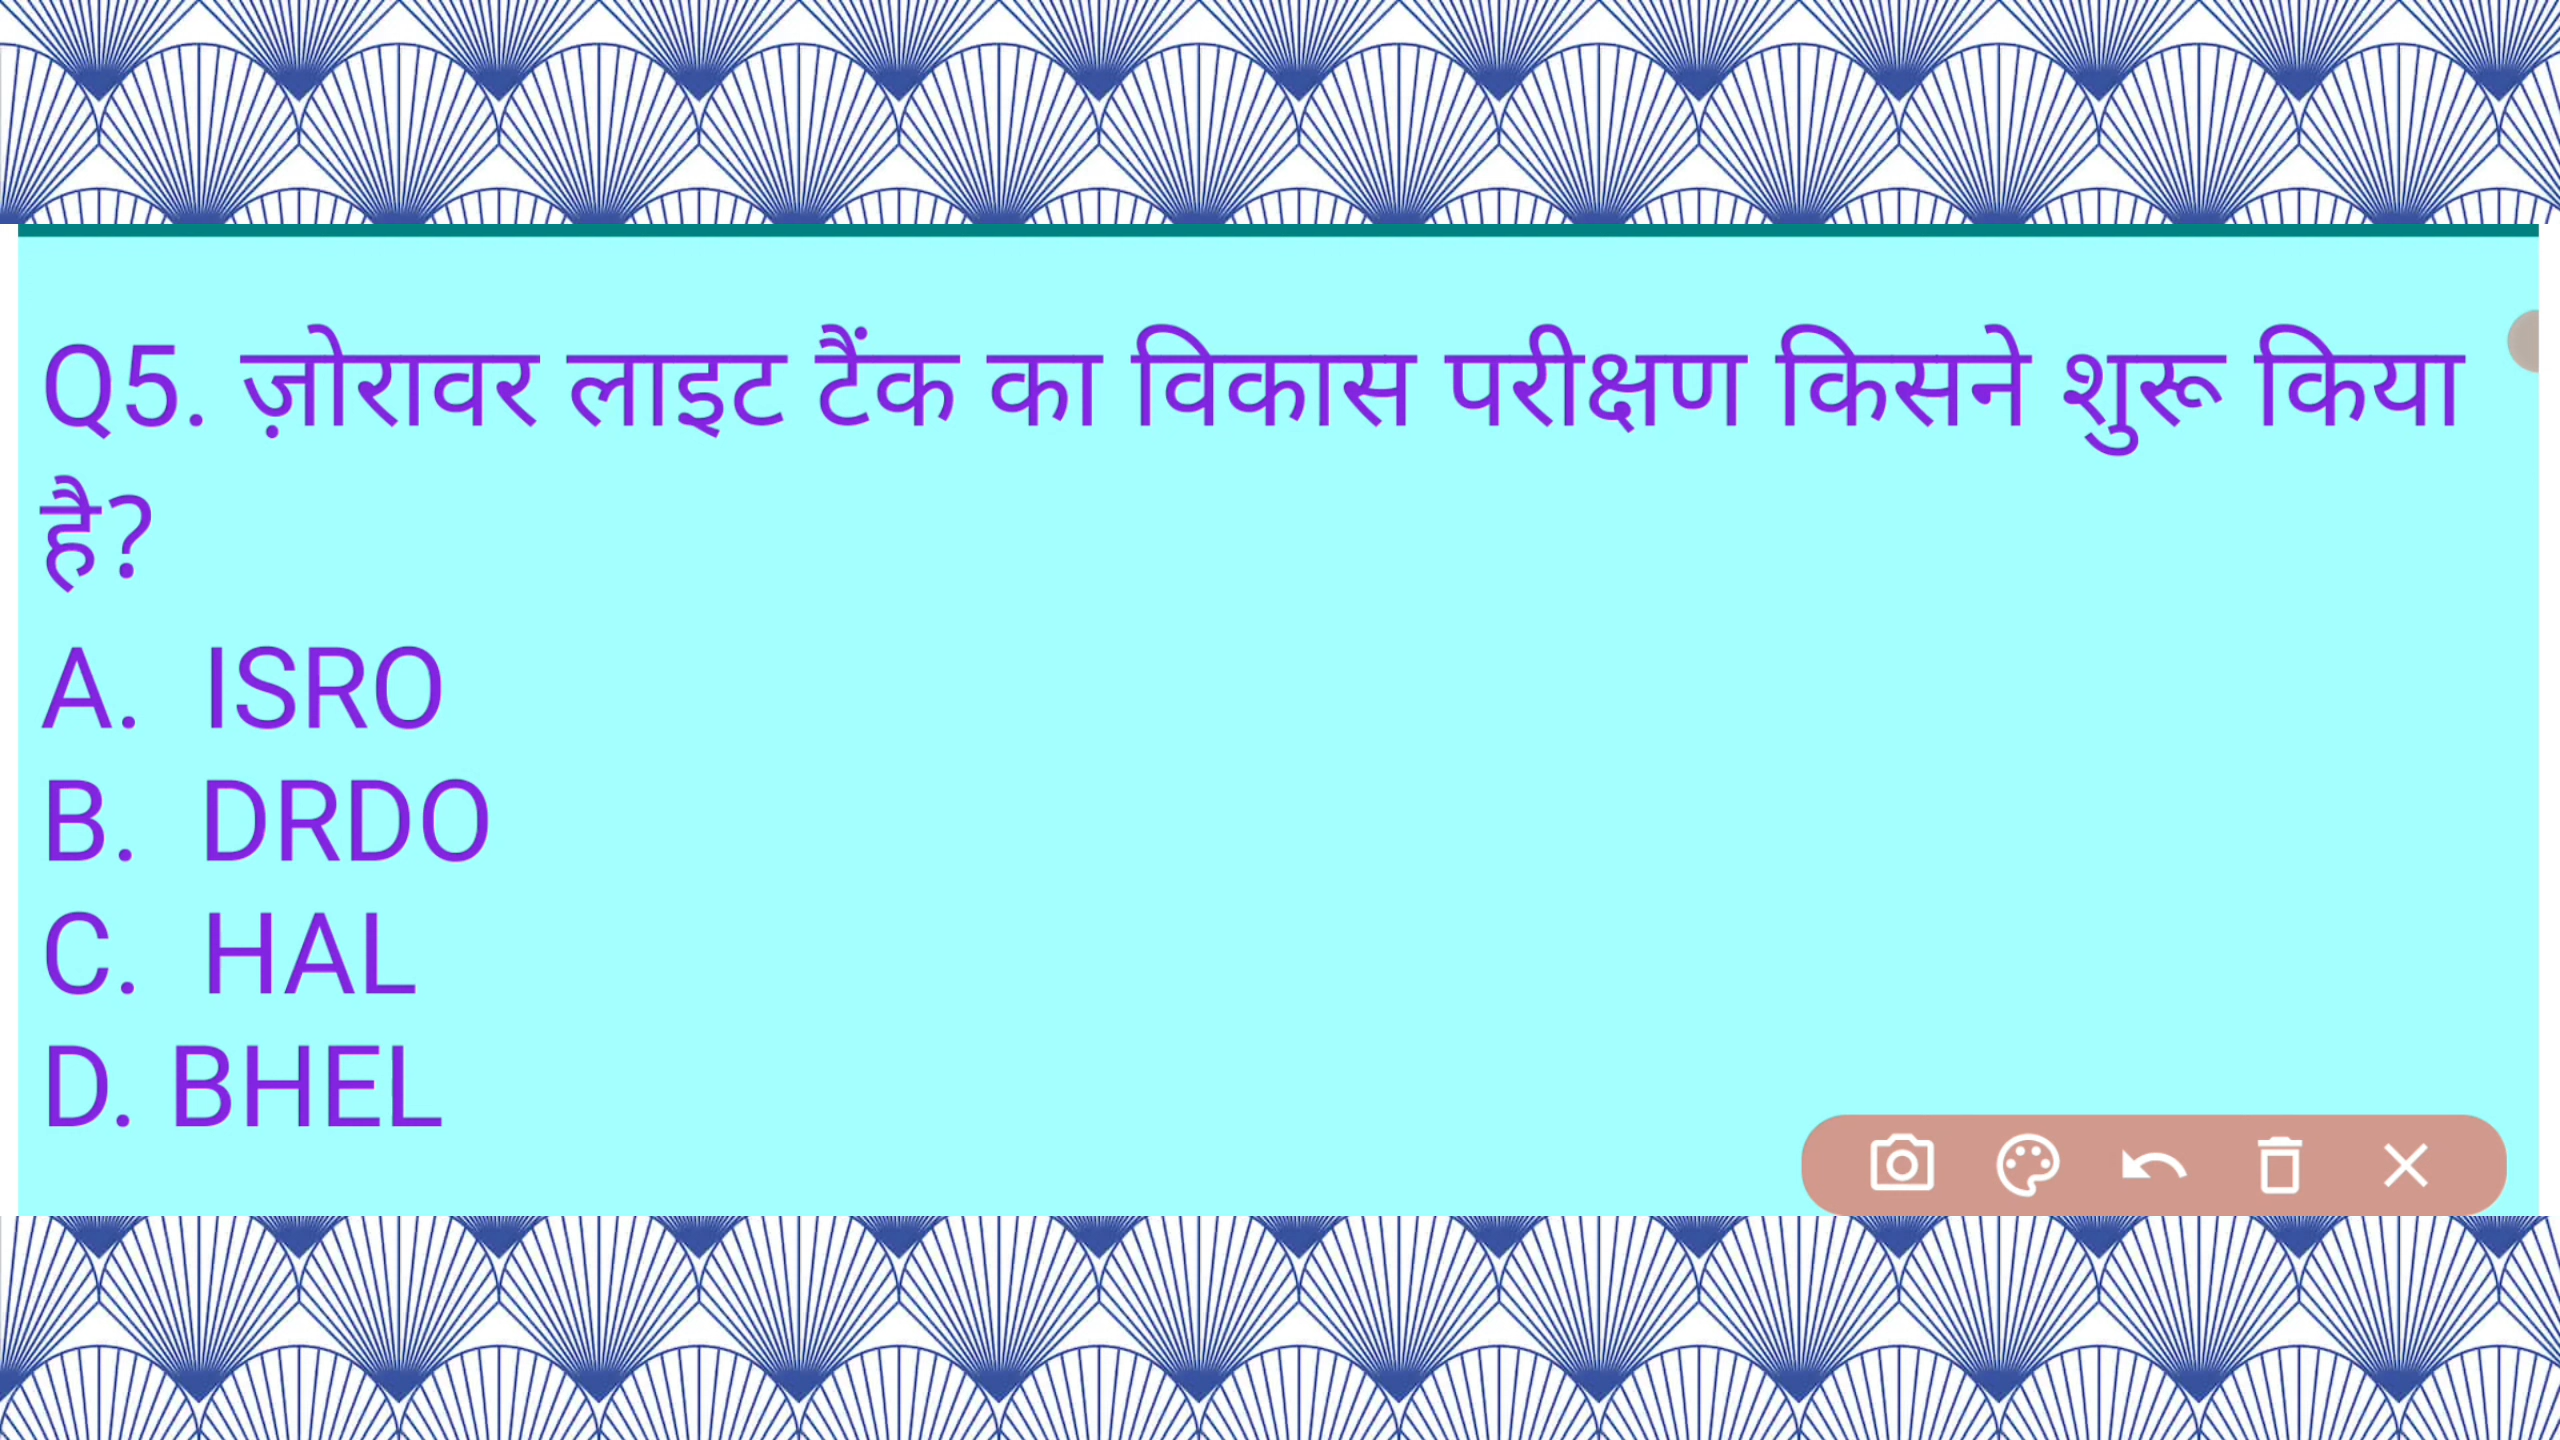 Q5. ज़ोरावर लाइट टैंक का विकास परीक्षण किसने शुरू किया
है?
A. ISRO
B. DRDO
C. HAL
D. BHEL